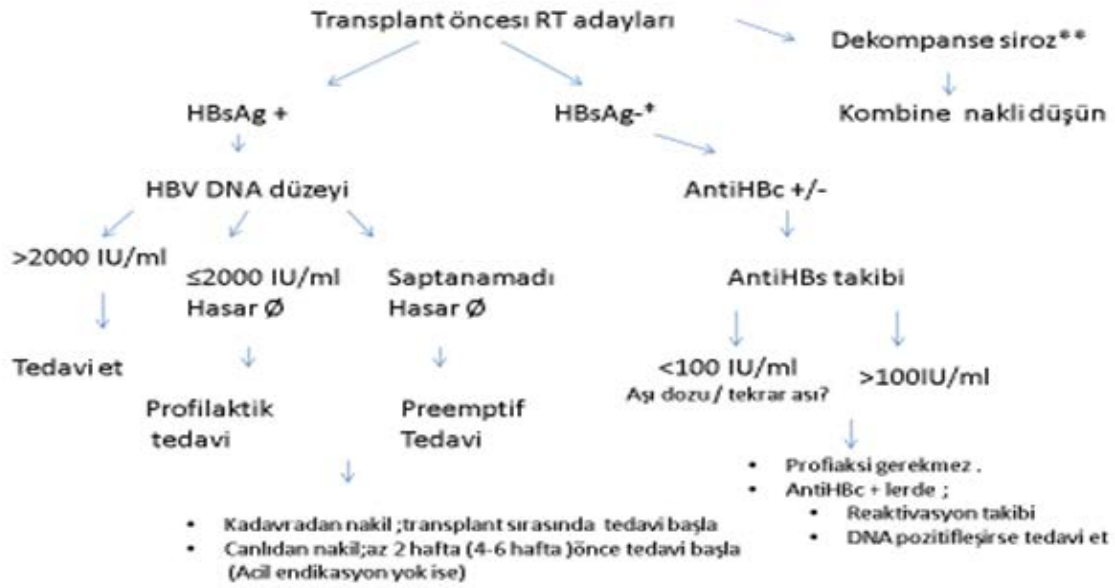 Transplant öncesı RT adayları
Dekompanse siroz**
HBsAg +
HBsAg-*
Kombine nakli düşün
HBV DNA düzeyi
AntiHBc +/-
>2000 IU/ml
≤2000 IU/ml
Hasar Ø
Saptanamadı
Hasar Ø
AntiHBs takibi
Tedavi et
<100 IU/ml
Aşı dozu / tekrar ası?
>100IU/ml
Profilaktik
tedavi
Preemptif
Tedavi
• Profiaksi gerekmez .
• AntiHBc + lerde ;
• Reaktivasyon takibi
• DNA pozitifleşirse tedavi et
• Kadavradan nakil ;transplant sırasında tedavi başla
• Canlıdan nakil;az 2 hafta (4-6 hafta )önce tedavi başla
(Acil endikasyon yok ise)